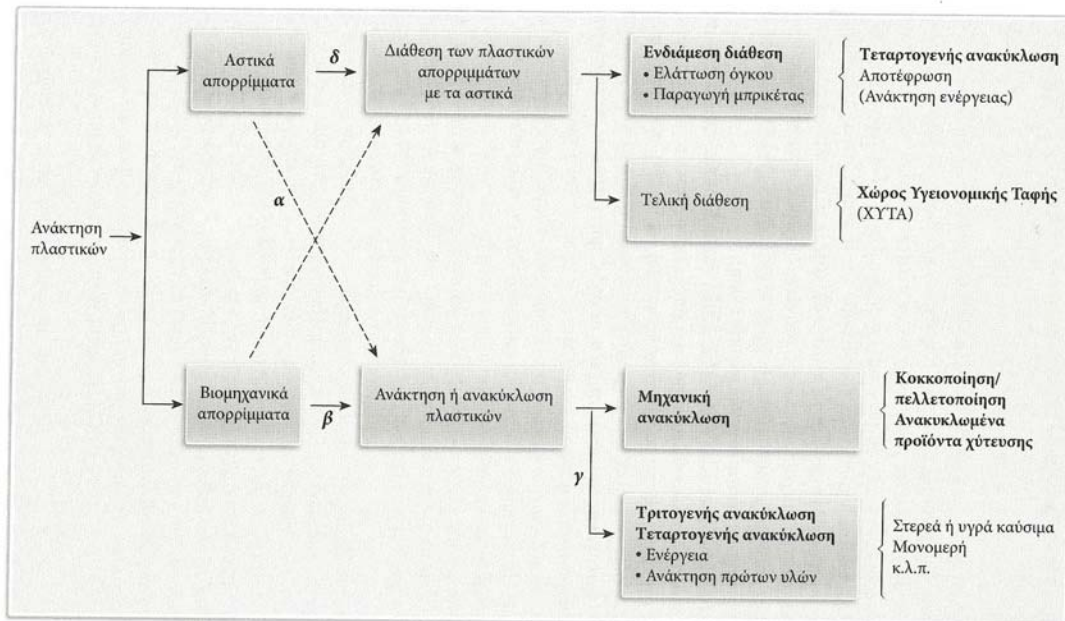 Αστικά
απορρίμματα
δ
Διάθεση των πλαστικών
απορριμμάτων
με τα αστικά
Ενδιάμεση διάθεση
• Ελάττωση όγκου
• Παραγωγή μπρικέτας
Τεταρτογενής ανακύκλωση
Αποτέφρωση
(Ανάκτηση ενέργειας)
α
Τελική διάθεση
Χώρος Υγειονομικής Ταφής
(ΧΥΤΑ)
Ανάκτηση
πλαστικών
Βιομηχανικά
απορρίμματα
β
Ανάκτηση ή ανακύκλωση
πλαστικών
Μηχανική
ανακύκλωση
Κοκκοποίηση/
πελλετοποίηση
Ανακυκλωμένα
προϊόντα χύτευσης
γ
Τριτογενής ανακύκλωση
Τεταρτογενής ανακύκλωση
• Ενέργεια
• Ανάκτηση πρώτων υλών
Στερεά ή υγρά καύσιμα
Μονομερή
κ.λ.π.